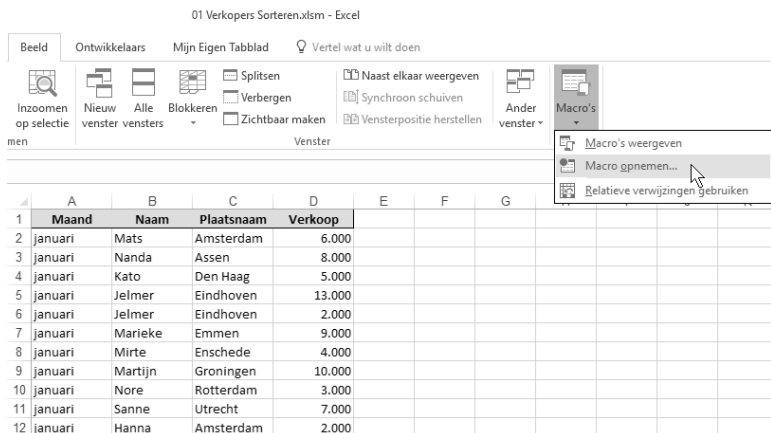 01 Verkopers Sorteren.xlsm - Excel
Beeld Ontwikkelaars Mijn Eigen Tabblad Vertel wat u wilt doen
Inzoomen op selectie
Nieuw venster
Alle vensters
Blokkeren
Splitsen
Verbergen
Zichtbaar maken
Naast elkaar weergeven
Synchroon schuiven
Vensterpositie herstellen
Ander venster
Macro's
men Venster
Macro's weergeven
Macro opnemen...
Relatieve verwijzingen gebruiken
A B C D E F G
1 Maand Naam Plaatsnaam Verkoop
2 januari Mats Amsterdam 6.000
3 januari Nanda Assen 8.000
4 januari Kato Den Haag 5.000
5 januari Jelmer Eindhoven 13.000
6 januari Jelmer Eindhoven 2.000
7 januari Marieke Emmen 9.000
8 januari Mirte Enschede 4.000
9 januari Martijn Groningen 10.000
10 januari Nore Rotterdam 3.000
11 januari Sanne Utrecht 7.000
12 januari Hanna Amsterdam 2.000